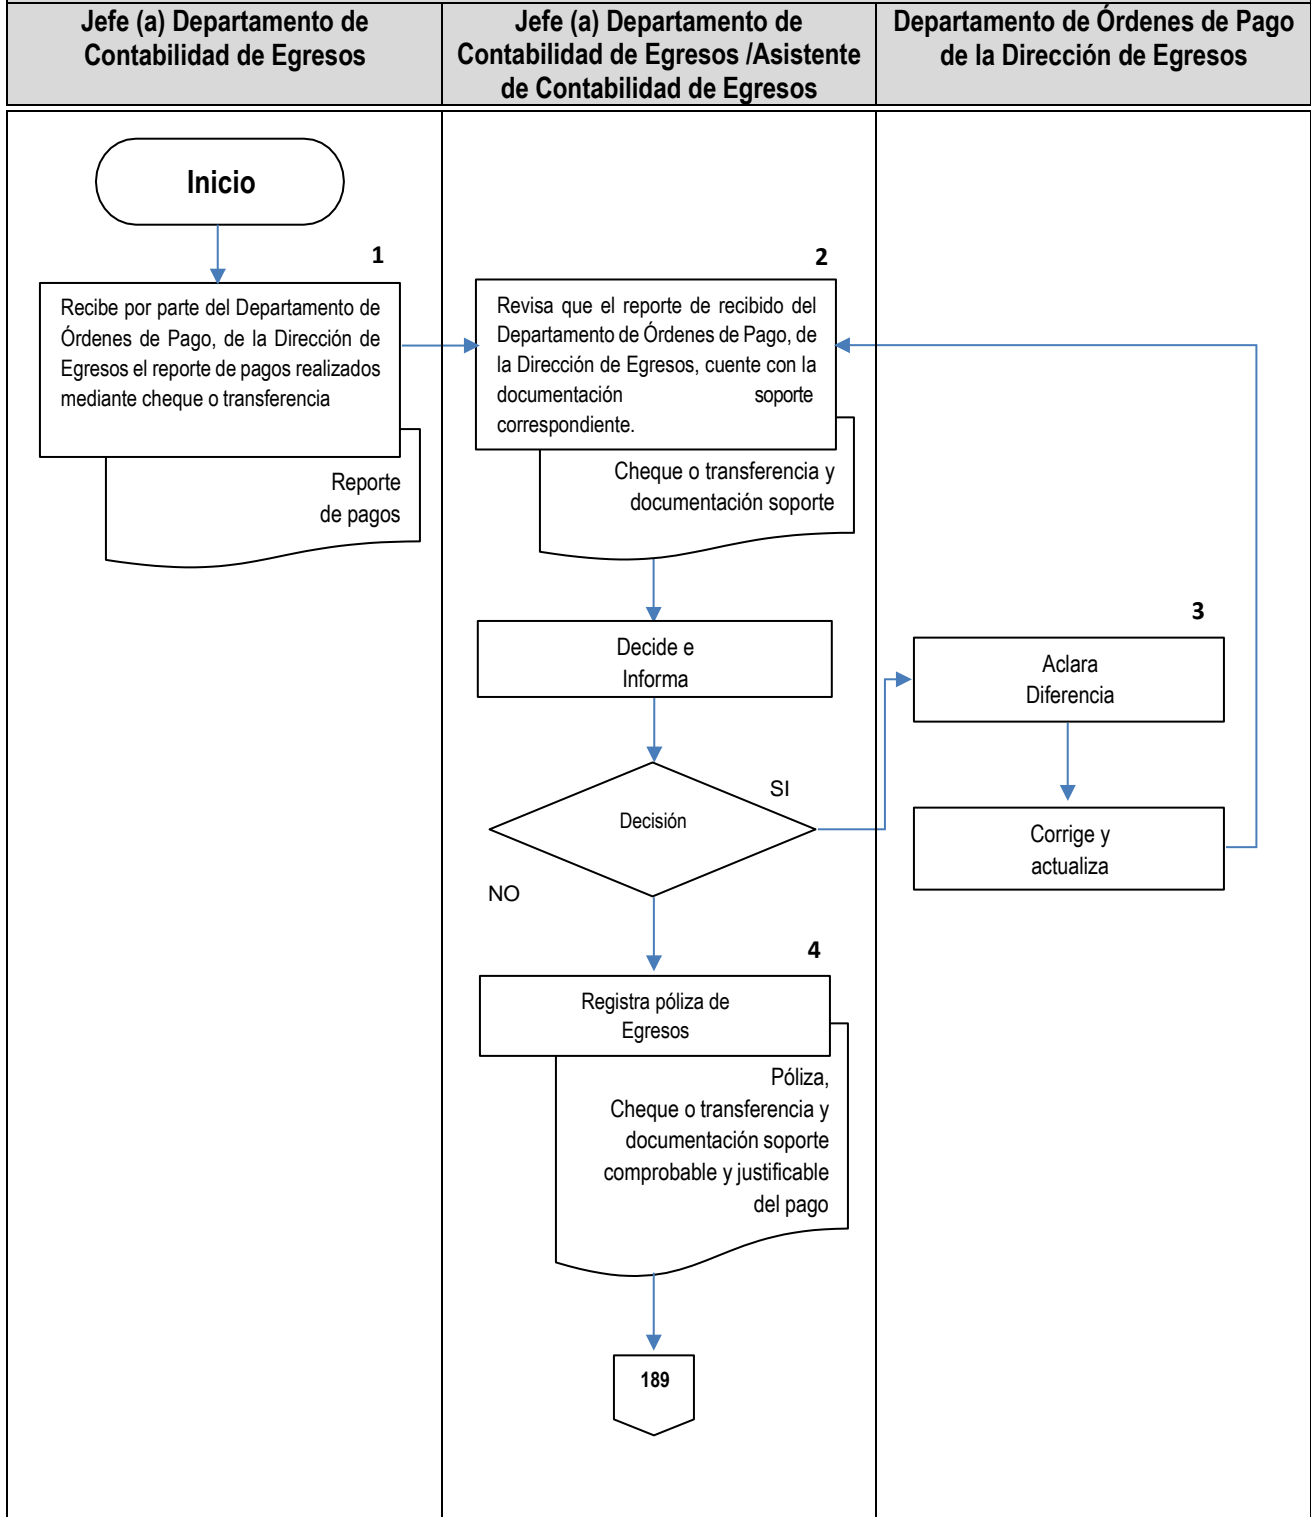 Jefe (a) Departamento de
Contabilidad de Egresos
Jefe (a) Departamento de
Contabilidad de Egresos /Asistente
de Contabilidad de Egresos
Departamento de Órdenes de Pago
de la Dirección de Egresos
Inicio
1
Recibe por parte del Departamento de
Órdenes de Pago, de la Dirección de
Egresos el reporte de pagos realizados
mediante cheque o transferencia
Reporte
de pagos
2
Revisa que el reporte de recibido del
Departamento de Órdenes de Pago, de
la Dirección de Egresos, cuente con la
documentación soporte
correspondiente.
Cheque o transferencia y
documentación soporte
Decide e
Informa
Decisión
SI
NO
3
Aclara
Diferencia
Corrige y
actualiza
4
Registra póliza de
Egresos
Póliza,
Cheque o transferencia y
documentación soporte
comprobable y justificable
del pago
189